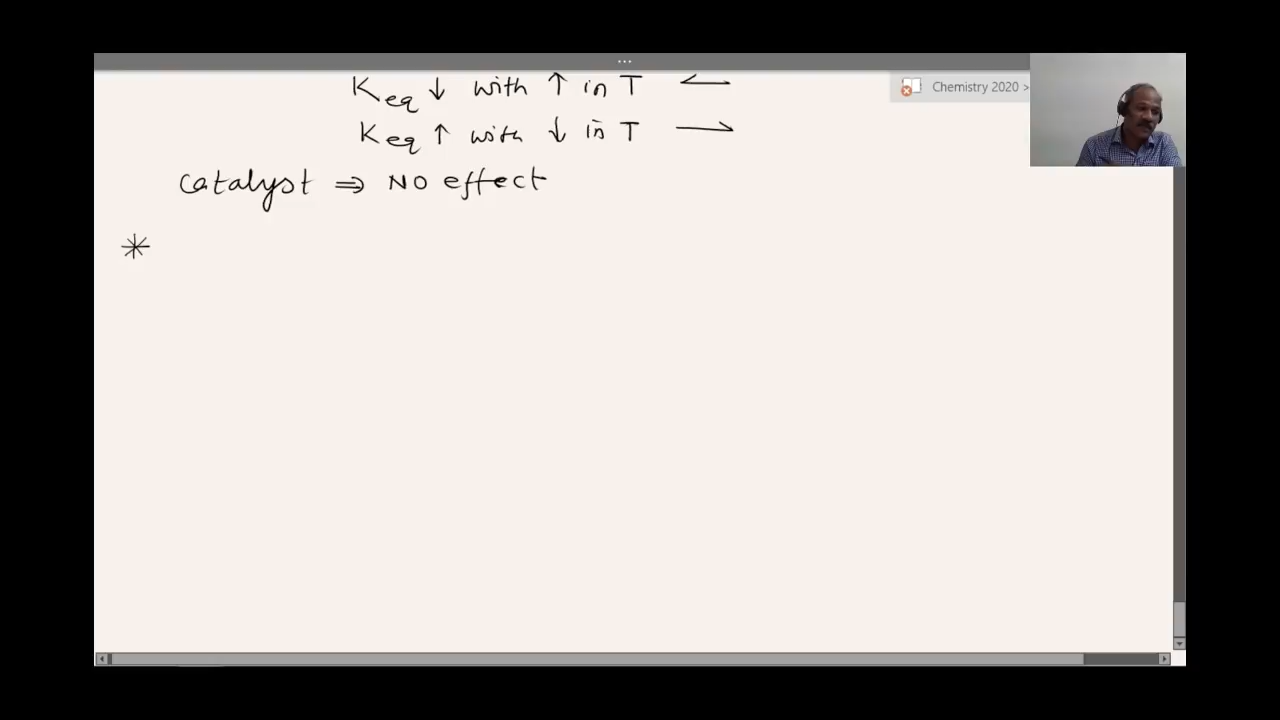 Keq ↓ with ↑ in T ↽
Chemistry 2020 >
Keq ↑ with ↓ in T ⇀
Catalyst ⇒ NO effect
*